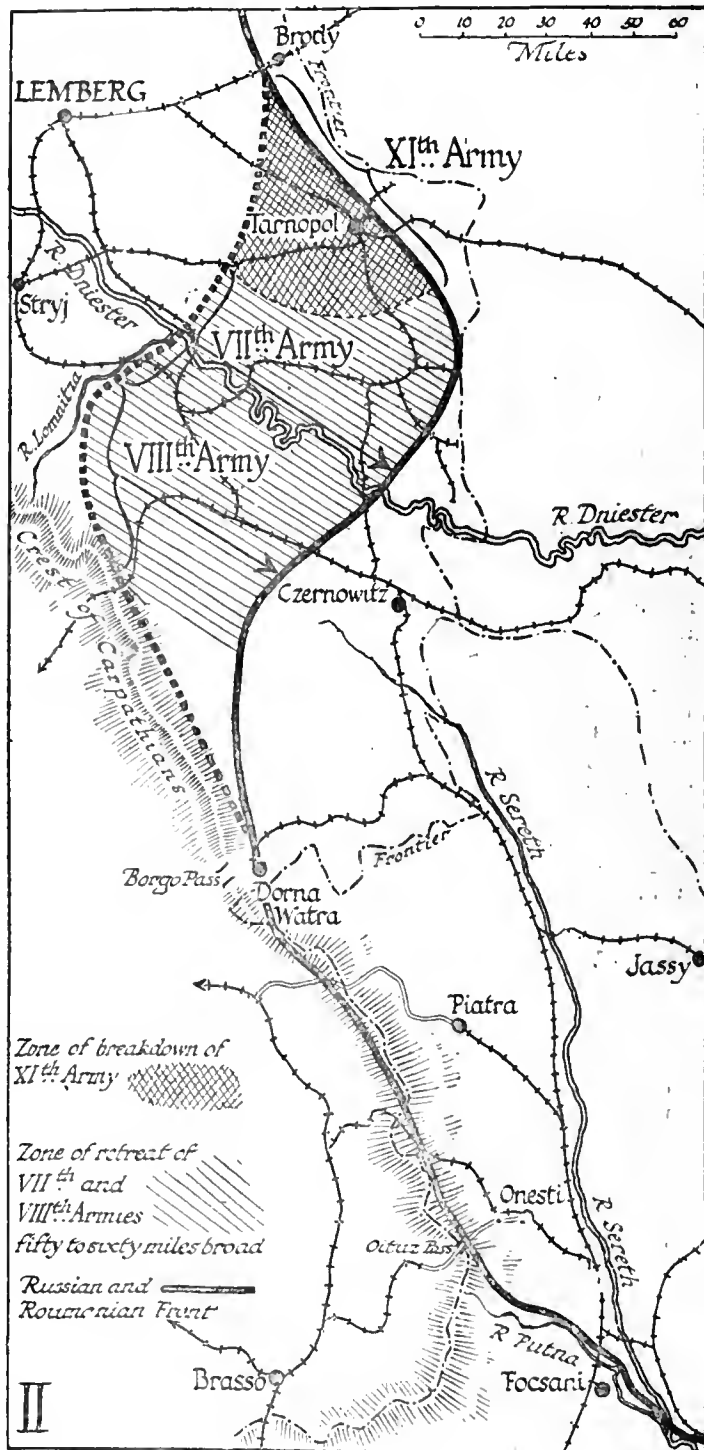 Brody
0 10 20 30 40 50 60
Miles
LEMBERG
Frontier
XIth Army
Tarnopol
R. Dniester
Stryj
VIIth Army
R. Lomnitza
VIIIth Army
R. Dniester
Crest of Carpathians
Czernowitz
R. Sereth
Frontier
Borgo Pass
Dorna
Watra
Jassy
Piatra
Zone of breakdown of
XIth Army
Zone of retreat of
VIIth and
VIIIth Armies
fifty to sixty miles broad
Onesti
R. Sereth
Oituz Pass
Russian and
Roumanian Front
R. Putna
Brasso
Focsani
II